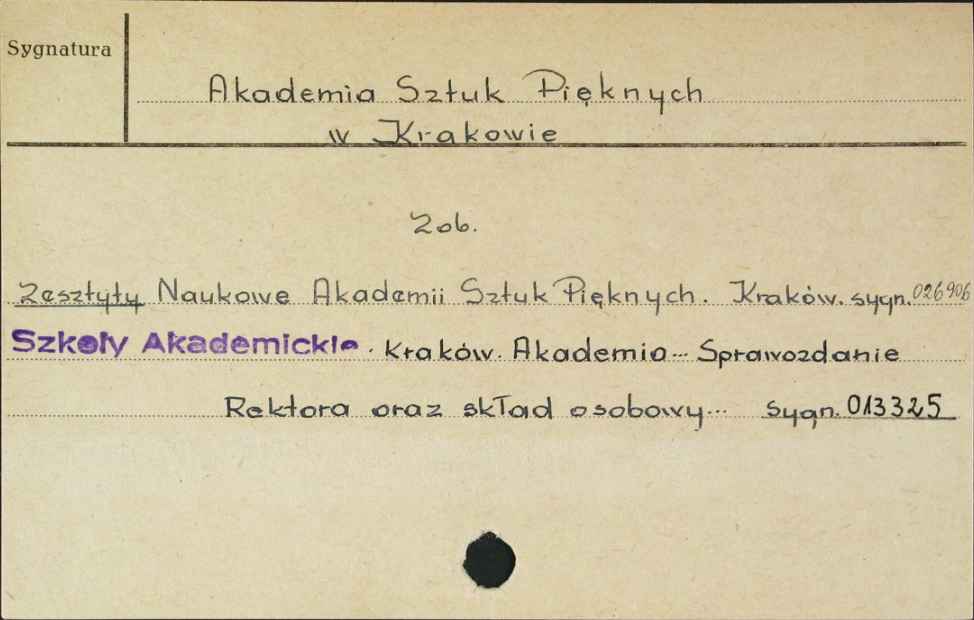 Sygnatura
Akademia Sztuk Pięknych
w Krakowie
Zob.
Zesztyty Naukowe Akademii Sztuk Pięknych. Kraków. sygn. 026906
Szkoły Akademickie. Kraków. Akademia... Sprawozdanie
Rektora oraz skład osobowy... sygn. 013325